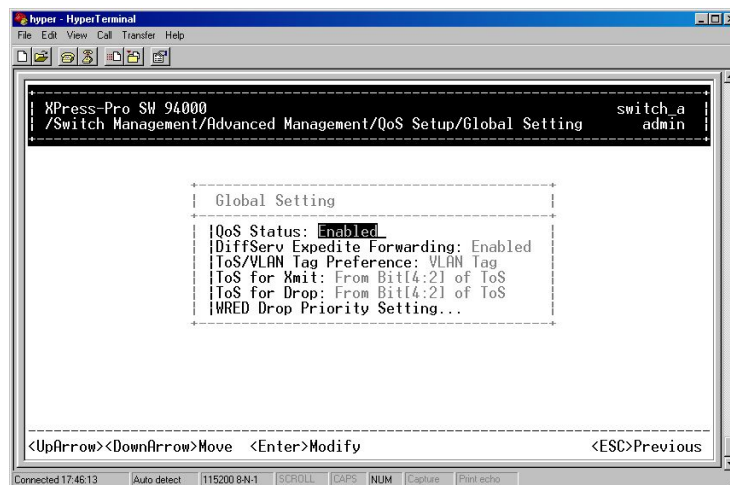 hyper - HyperTerminal
File Edit View Call Transfer Help
XPress-Pro SW 94000 switch_a
/Switch Management/Advanced Management/QoS Setup/Global Setting admin
Global Setting
QoS Status: Enabled
DiffServ Expedite Forwarding: Enabled
ToS/VLAN Tag Preference: VLAN Tag
ToS for Xmit: From Bit[4:2] of ToS
ToS for Drop: From Bit[4:2] of ToS
WRED Drop Priority Setting...
<UpArrow><DownArrow>Move <Enter>Modify <ESC>Previous
Connected 17:46:13 Auto detect 115200 8-N-1 SCROLL CAPS NUM Capture Print echo